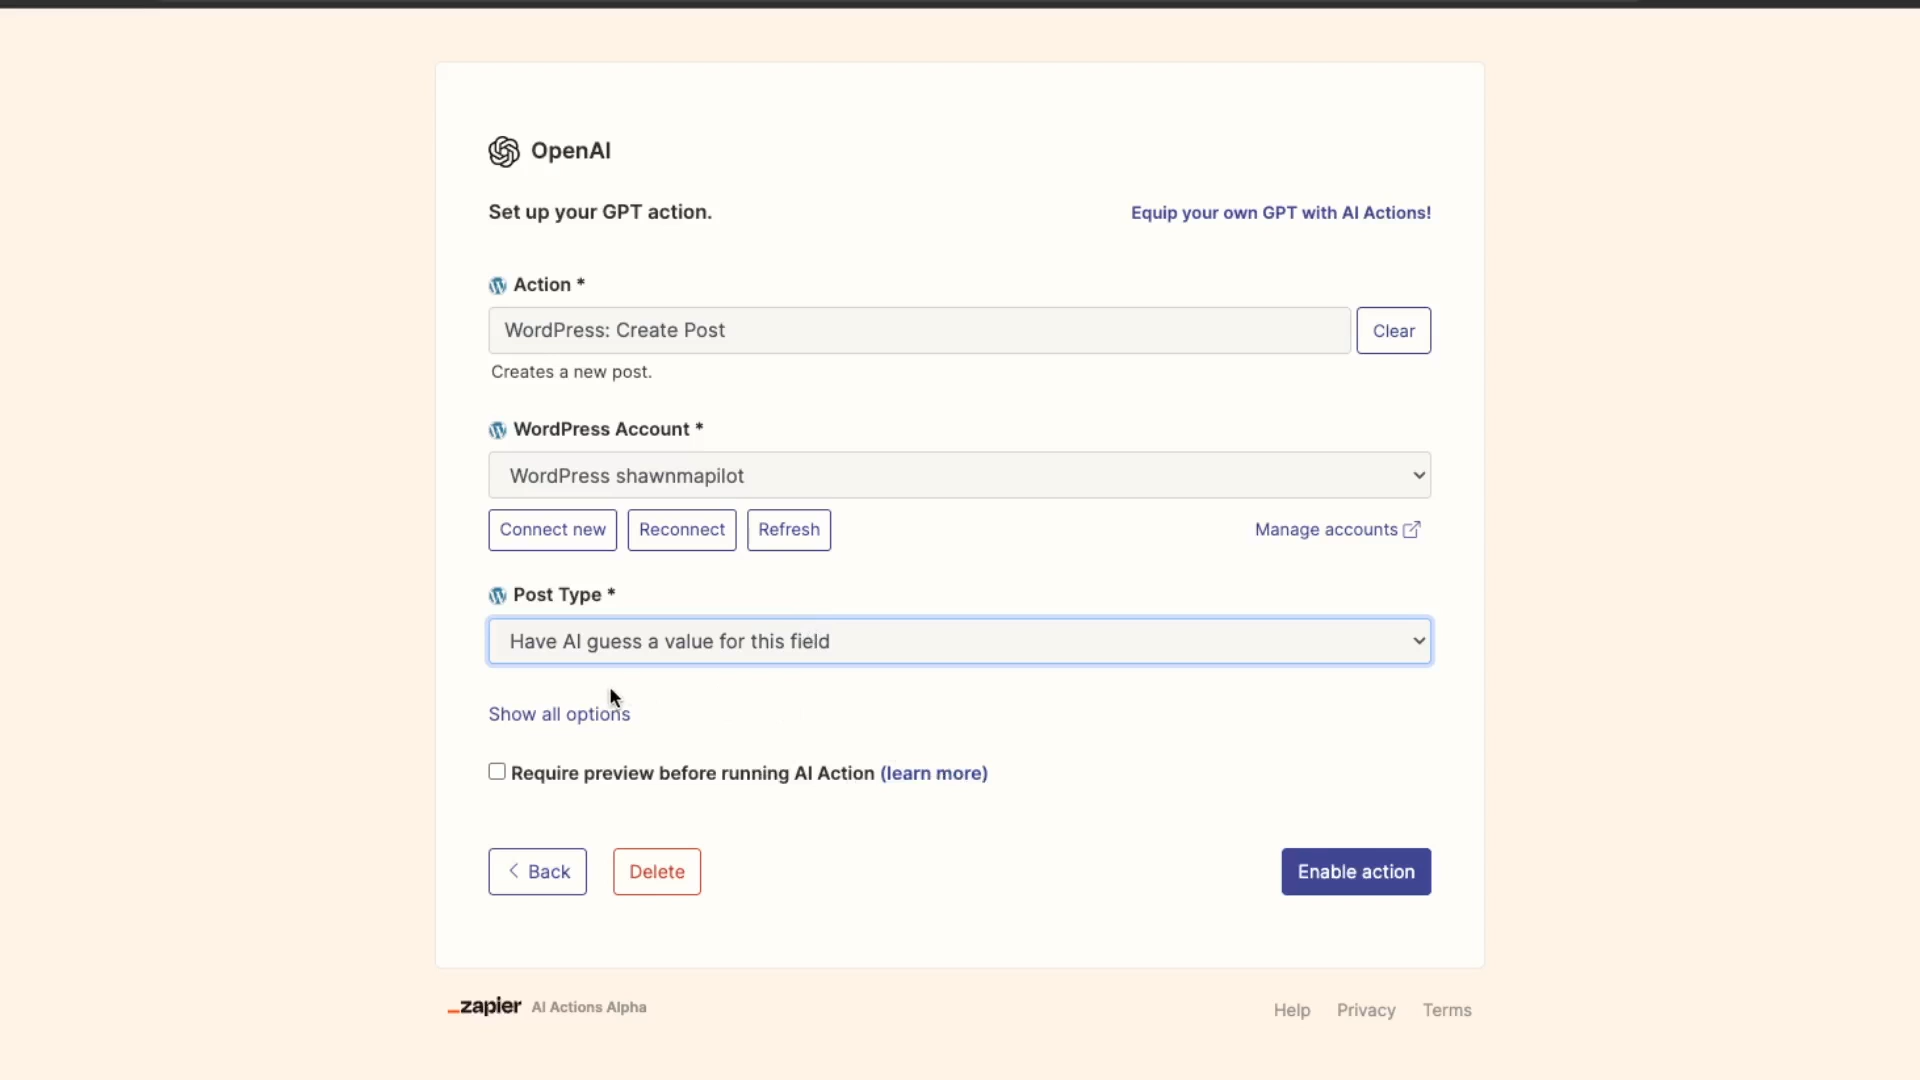 OpenAI
Set up your GPT action.
Equip your own GPT with AI Actions!
Action *
WordPress: Create Post
Clear
Creates a new post.
WordPress Account *
WordPress shawnmapilot
Connect new
Reconnect
Refresh
Manage accounts
Post Type *
Have AI guess a value for this field
Show all options
Require preview before running AI Action (learn more)
Back
Delete
Enable action
zapier AI Actions Alpha
Help
Privacy
Terms